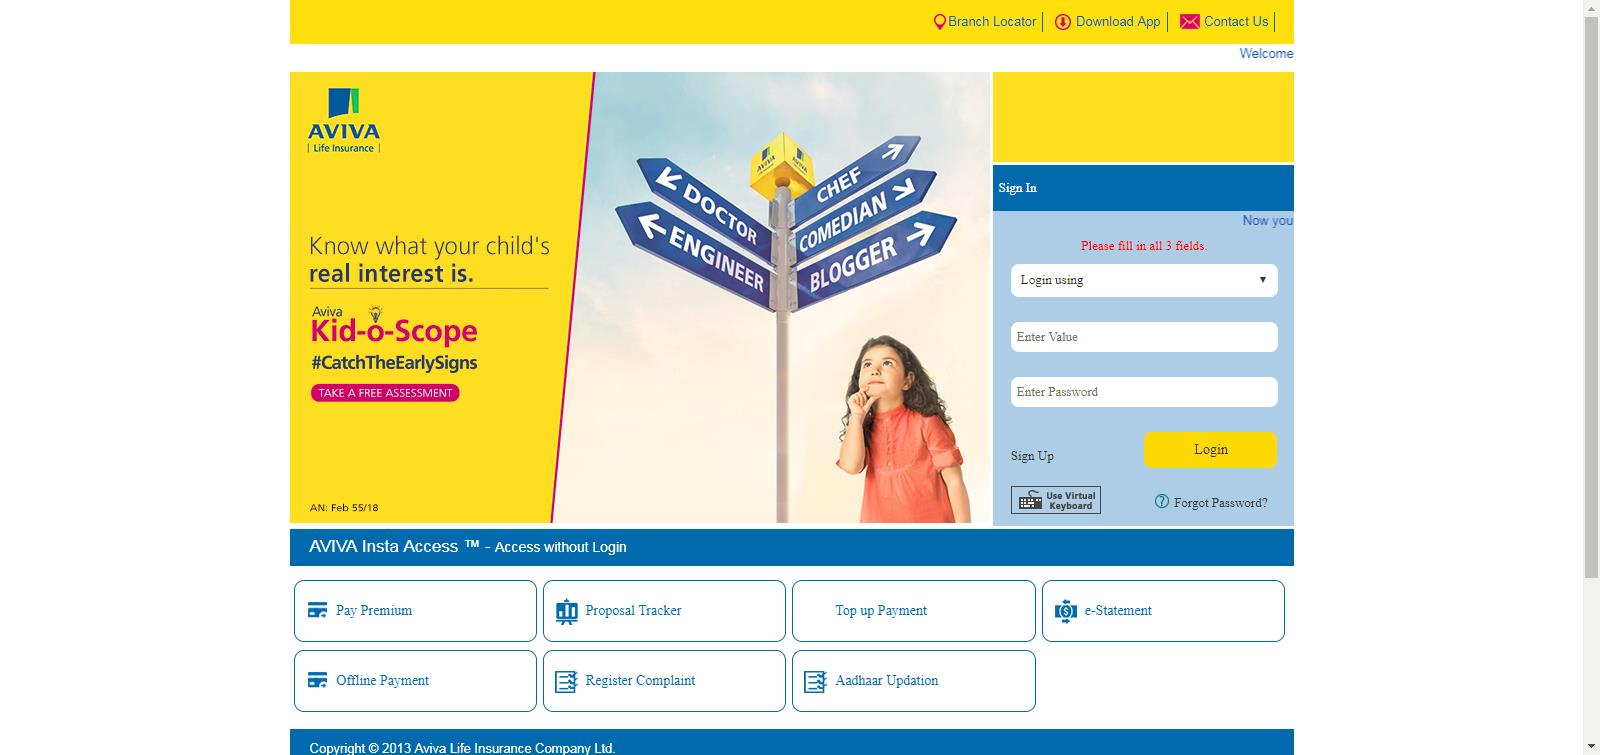 Branch Locator
Download App
Contact Us
Welcome
AVIVA
Life Insurance
Know what your child's
real interest is.
Aviva
Kid-o-Scope
#CatchTheEarlySigns
TAKE A FREE ASSESSMENT
AN: Feb 55/18
AVIVA
AVIVA
DOCTOR
ENGINEER
CHEF
COMEDIAN
BLOGGER
Sign In
Now you
Please fill in all 3 fields.
Login using
Enter Value
Enter Password
Sign Up
Login
Use Virtual
Keyboard
Forgot Password?
AVIVA Insta Access ™ - Access without Login
Pay Premium
Proposal Tracker
Top up Payment
e-Statement
Offline Payment
Register Complaint
Aadhaar Updation
Copyright © 2013 Aviva Life Insurance Company Ltd.